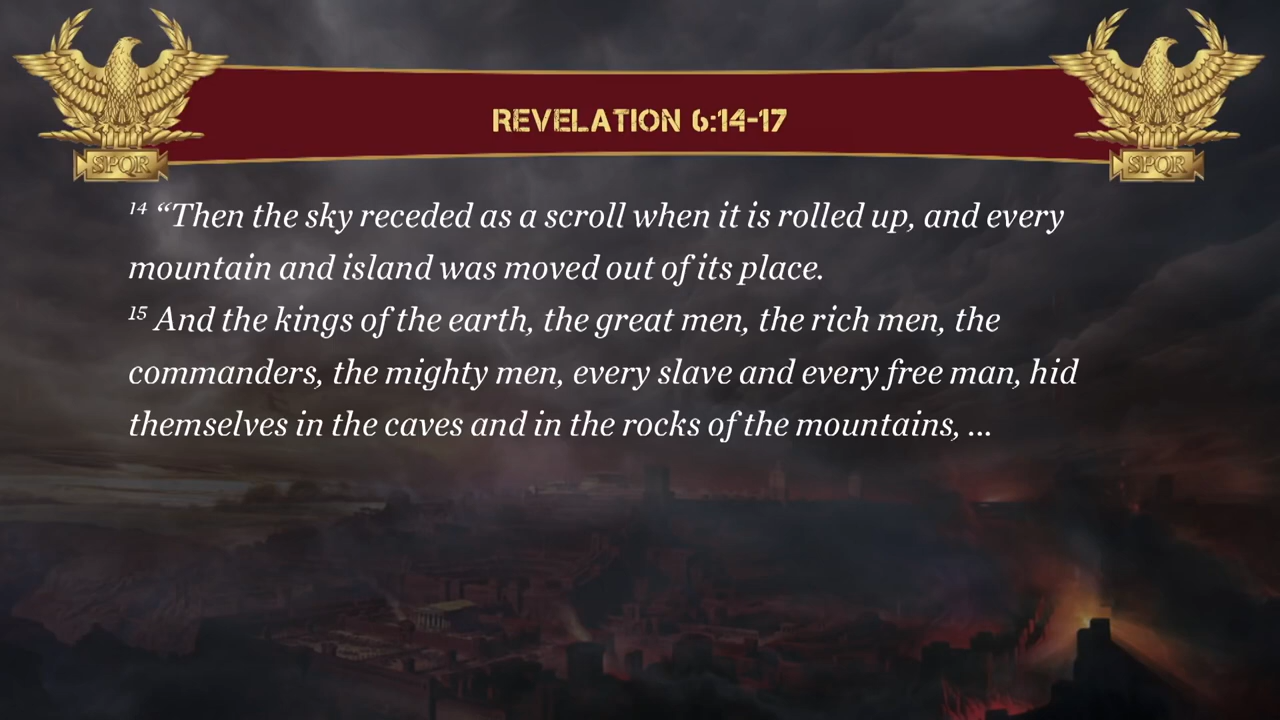 SPQR
REVELATION 6:14-17
SPQR
14 “Then the sky receded as a scroll when it is rolled up, and every
mountain and island was moved out of its place.
15 And the kings of the earth, the great men, the rich men, the
commanders, the mighty men, every slave and every free man, hid
themselves in the caves and in the rocks of the mountains, ...